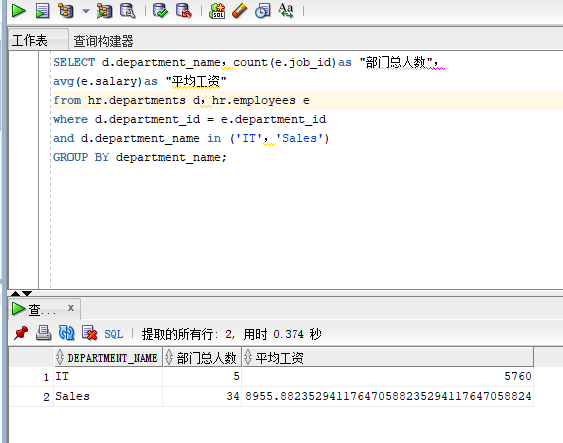 工作表 查询构建器
SELECT d.department_name，count(e.job_id)as "部门总人数"，
avg(e.salary)as "平均工资"
from hr.departments d，hr.employees e
where d.department_id = e.department_id
and d.department_name in ('IT'，'Sales')
GROUP BY department_name;
查... x
SQL | 提取的所有行: 2, 用时 0.374 秒
DEPARTMENT_NAME 部门总人数 平均工资
1 IT 5 5760
2 Sales 34 8955.88235294117647058823529411764705882​4